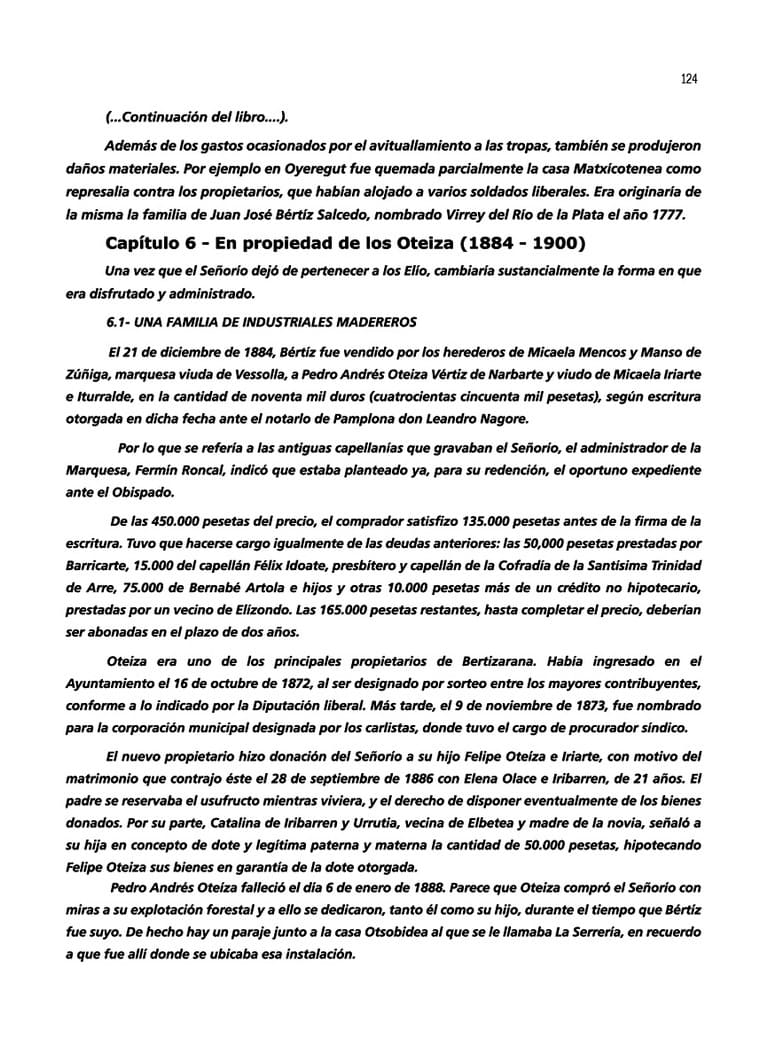 124
(...Continuación del libro....).
Además de los gastos ocasionados por el avituallamiento a las tropas, también se produjeron
daños materiales. Por ejemplo en Oyeregut fue quemada parcialmente la casa Matxicotenea como
represalia contra los propietarios, que habían alojado a varios soldados liberales. Era originaría de
la misma la familia de Juan José Bértíz Salcedo, nombrado Virrey del Río de la Plata el año 1777.
Capítulo 6 - En propiedad de los Oteiza (1884 - 1900)
Una vez que el Señorío dejó de pertenecer a los Elío, cambiaría sustancialmente la forma en que
era disfrutado y administrado.
6.1- UNA FAMILIA DE INDUSTRIALES MADEREROS
El 21 de diciembre de 1884, Bértíz fue vendido por los herederos de Micaela Mencos y Manso de
Zúñiga, marquesa viuda de Vessolla, a Pedro Andrés Oteiza Vértíz de Narbarte y viudo de Micaela Iriarte
e Iturralde, en la cantidad de noventa mil duros (cuatrocientas cincuenta mil pesetas), según escritura
otorgada en dicha fecha ante el notarlo de Pamplona don Leandro Nagore.
Por lo que se refería a las antiguas capellanías que gravaban el Señorío, el administrador de la
Marquesa, Fermín Roncal, indicó que estaba planteado ya, para su redención, el oportuno expediente
ante el Obispado.
De las 450.000 pesetas del precio, el comprador satisfizo 135.000 pesetas antes de la firma de la
escritura. Tuvo que hacerse cargo igualmente de las deudas anteriores: las 50,000 pesetas prestadas por
Barricarte, 15.000 del capellán Félix Idoate, presbítero y capellán de la Cofradía de la Santísima Trinidad
de Arre, 75.000 de Bernabé Artola e hijos y otras 10.000 pesetas más de un crédito no hipotecario,
prestadas por un vecino de Elizondo. Las 165.000 pesetas restantes, hasta completar el precio, deberían
ser abonadas en el plazo de dos años.
Oteiza era uno de los principales propietarios de Bertizarana. Había ingresado en el
Ayuntamiento el 16 de octubre de 1872, al ser designado por sorteo entre los mayores contribuyentes,
conforme a lo indicado por la Diputación liberal. Más tarde, el 9 de noviembre de 1873, fue nombrado
para la corporación municipal designada por los carlistas, donde tuvo el cargo de procurador síndico.
El nuevo propietario hizo donación del Señorío a su hijo Felipe Oteíza e Iriarte, con motivo del
matrimonio que contrajo éste el 28 de septiembre de 1886 con Elena Olace e Iribarren, de 21 años. El
padre se reservaba el usufructo mientras viviera, y el derecho de disponer eventualmente de los bienes
donados. Por su parte, Catalina de Iribarren y Urrutia, vecina de Elbetea y madre de la novia, señaló a
su hija en concepto de dote y legítima paterna y materna la cantidad de 50.000 pesetas, hipotecando
Felipe Oteiza sus bienes en garantía de la dote otorgada.
Pedro Andrés Oteíza falleció el día 6 de enero de 1888. Parece que Oteiza compró el Señorío con
miras a su explotación forestal y a ello se dedicaron, tanto él como su hijo, durante el tiempo que Bértíz
fue suyo. De hecho hay un paraje junto a la casa Otsobidea al que se le llamaba La Serrería, en recuerdo
a que fue allí donde se ubicaba esa instalación.